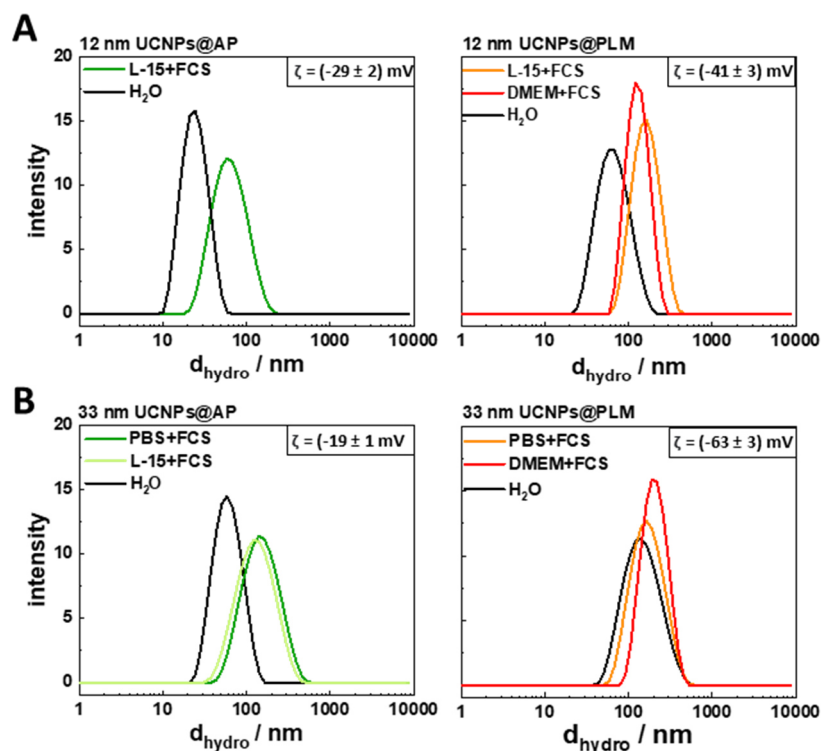 A
12 nm UCNPs@AP
20
15
10
5
0
intensity
L-15+FCS
H₂O
ζ = (-29 ± 2) mV
1 10 100 1000 10000
d_hydro / nm
12 nm UCNPs@PLM
L-15+FCS
DMEM+FCS
H₂O
ζ = (-41 ± 3) mV
1 10 100 1000 10000
d_hydro / nm
B
33 nm UCNPs@AP
20
15
10
5
0
intensity
PBS+FCS
L-15+FCS
H₂O
ζ = (-19 ± 1 mV
1 10 100 1000 10000
d_hydro / nm
33 nm UCNPs@PLM
PBS+FCS
DMEM+FCS
H₂O
ζ = (-63 ± 3) mV
1 10 100 1000 10000
d_hydro / nm